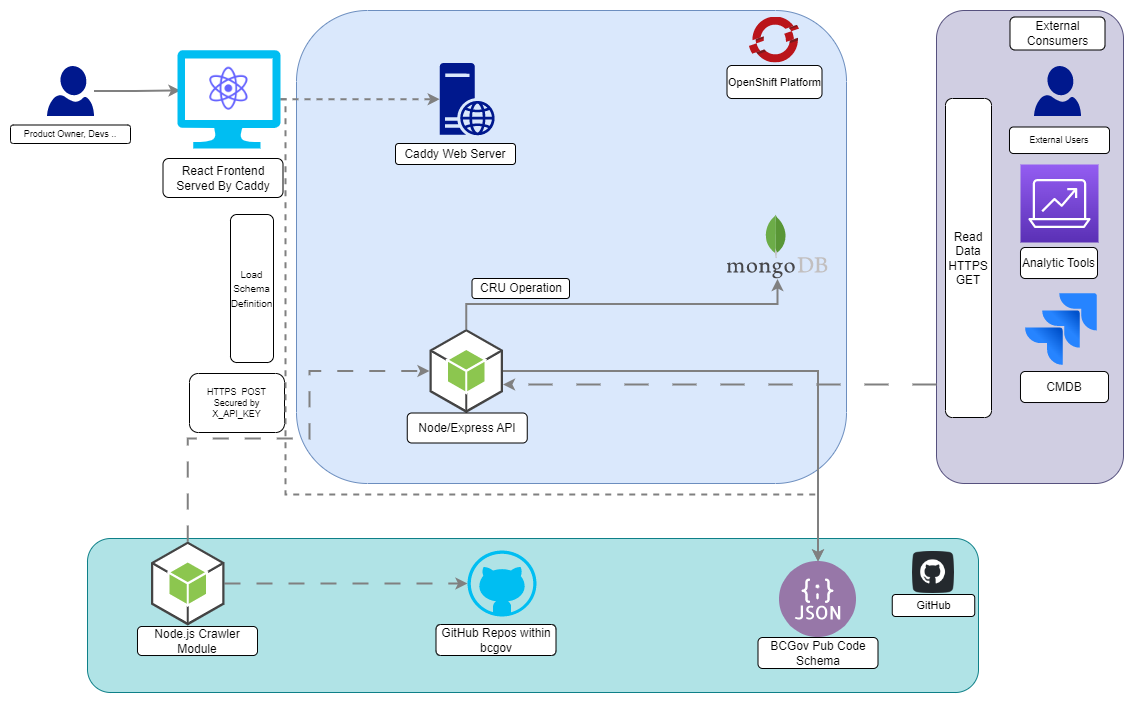 External
Consumers
OpenShift Platform
Product Owner, Devs ..
External Users
Caddy Web Server
React Frontend
Served By Caddy
Read
Data
HTTPS
GET
Analytic Tools
mongoDB
Load
Schema
Definition
CRU Operation
CMDB
HTTPS POST
Secured by
X_API_KEY
Node/Express API
{;}
JSON
GitHub
Node.js Crawler
Module
GitHub Repos within
bcgov
BCGov Pub Code
Schema